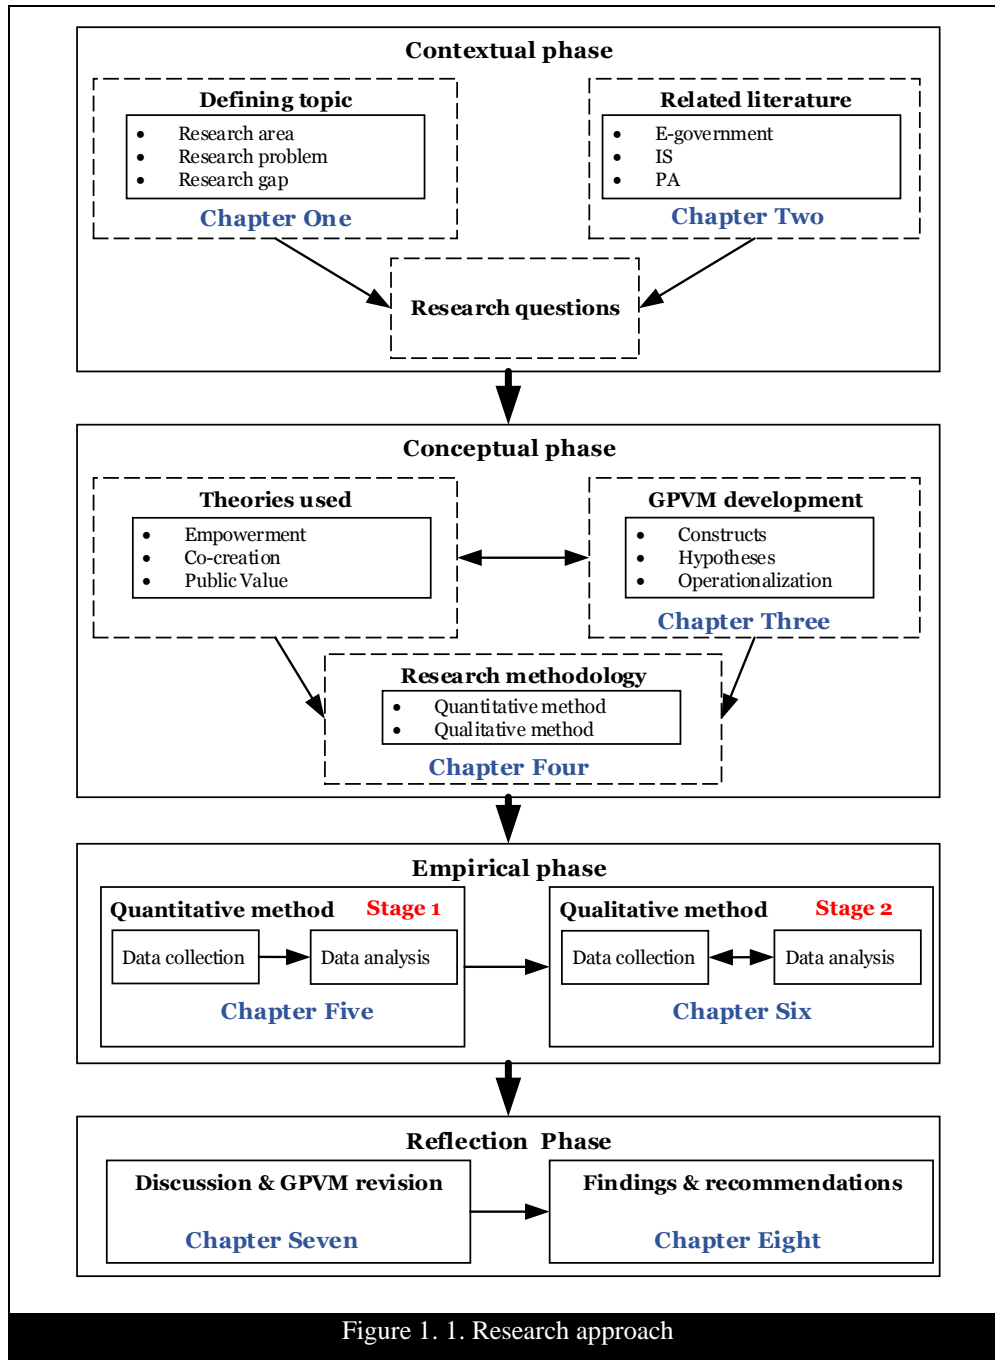 Contextual phase
Defining topic
• Research area
• Research problem
• Research gap
Chapter One
Related literature
• E-government
• IS
• PA
Chapter Two
Research questions
Conceptual phase
Theories used
• Empowerment
• Co-creation
• Public Value
GPVM development
• Constructs
• Hypotheses
• Operationalization
Chapter Three
Research methodology
• Quantitative method
• Qualitative method
Chapter Four
Empirical phase
Quantitative method Stage 1
Data collection
Data analysis
Chapter Five
Qualitative method Stage 2
Data collection
Data analysis
Chapter Six
Reflection Phase
Discussion & GPVM revision
Chapter Seven
Findings & recommendations
Chapter Eight
Figure 1. 1. Research approach